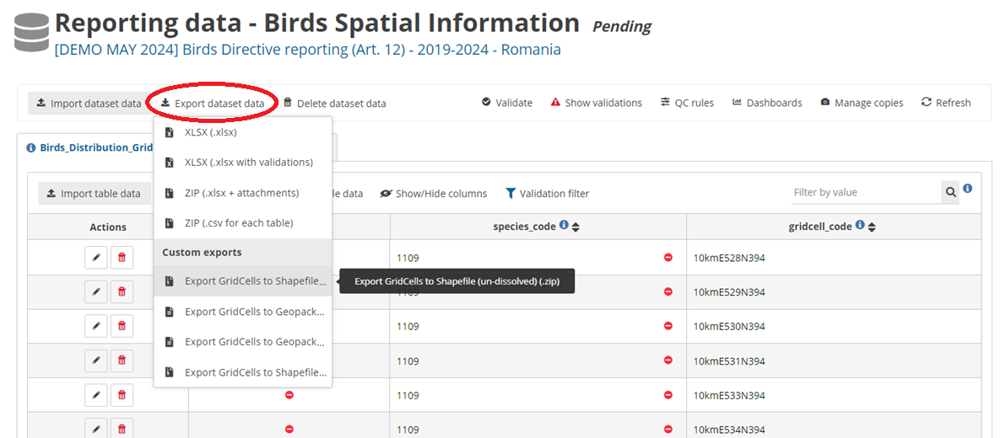 Reporting data - Birds Spatial Information Pending
[DEMO MAY 2024] Birds Directive reporting (Art. 12) - 2019-2024 - Romania
Import dataset data Export dataset data Delete dataset data Validate Show validations QC rules Dashboards Manage copies Refresh
XLSX (.xlsx)
Birds_Distribution_Grid
XLSX (.xlsx with validations)
Import table data ZIP (.xlsx + attachments) le data Show/Hide columns Validation filter Filter by value
ZIP (.csv for each table)
Actions species_code gridcell_code
Custom exports
1109 10kmE528N394
Export GridCells to Shapefile... Export GridCells to Shapefile (un-dissolved) (.zip)
1109 10kmE529N394
Export GridCells to Geopack...
1109 10kmE530N394
Export GridCells to Geopack...
1109 10kmE531N394
Export GridCells to Shapefile...
1109 10kmE533N394
1109 10kmE534N394